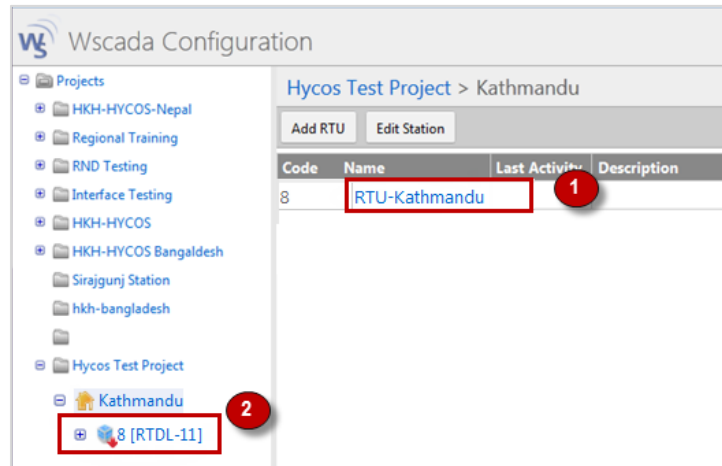 WS Wscada Configuration
Projects
HKH-HYCOS-Nepal
Regional Training
RND Testing
Interface Testing
HKH-HYCOS
HKH-HYCOS Bangaldesh
Sirajgunj Station
hkh-bangladesh
Hycos Test Project
Kathmandu
2
8 [RTDL-11]
Hycos Test Project > Kathmandu
Add RTU Edit Station
Code Name Last Activity Description
8 RTU-Kathmandu
1